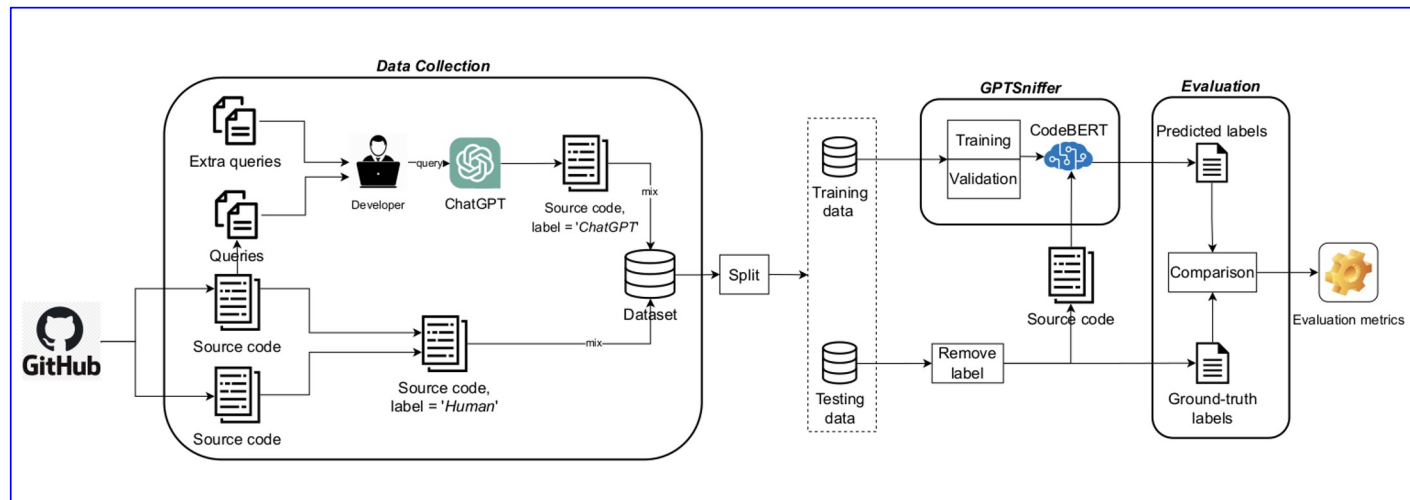 Data Collection
Extra queries
Developer
query
ChatGPT
Source code,
label = 'ChatGPT'
mix
Queries
GitHub
Source code
Source code
Source code,
label = 'Human'
mix
Dataset
Split
Training
data
Testing
data
GPTSniffer
Training
Validation
CodeBERT
Source code
Remove
label
Evaluation
Predicted labels
Comparison
Ground-truth
labels
Evaluation metrics